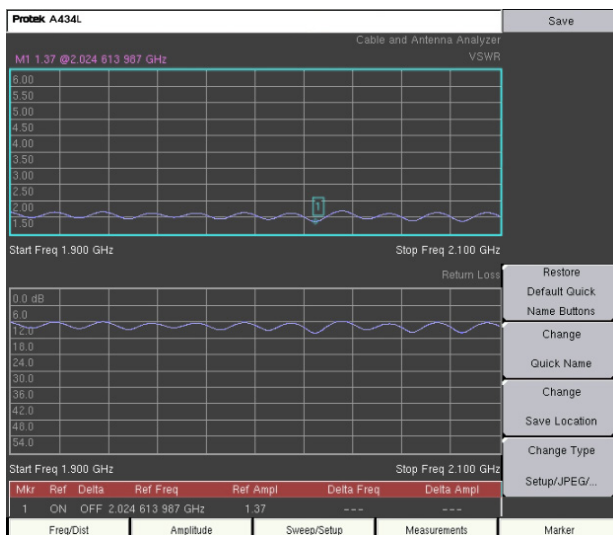 Protek A434L
Save
Cable and Antenna Analyzer
M1 1.37 @2.024 613 987 GHz
VSWR
6.00
5.50
5.00
4.50
4.00
3.50
3.00
2.50
2.00
1
1.50
Start Freq 1.900 GHz
Stop Freq 2.100 GHz
Return Loss
0.0 dB
6.0
12.0
18.0
24.0
30.0
36.0
42.0
48.0
54.0
Start Freq 1.900 GHz
Stop Freq 2.100 GHz
Restore
Default Quick
Name Buttons
Change
Quick Name
Change
Save Location
Change Type
Setup/JPEG/...
Mkr Ref Delta Ref Freq Ref Ampl Delta Freq Delta Ampl
1 ON OFF 2.024 613 987 GHz 1.37 --- ---
Freq/Dist Amplitude Sweep/Setup Measurements Marker